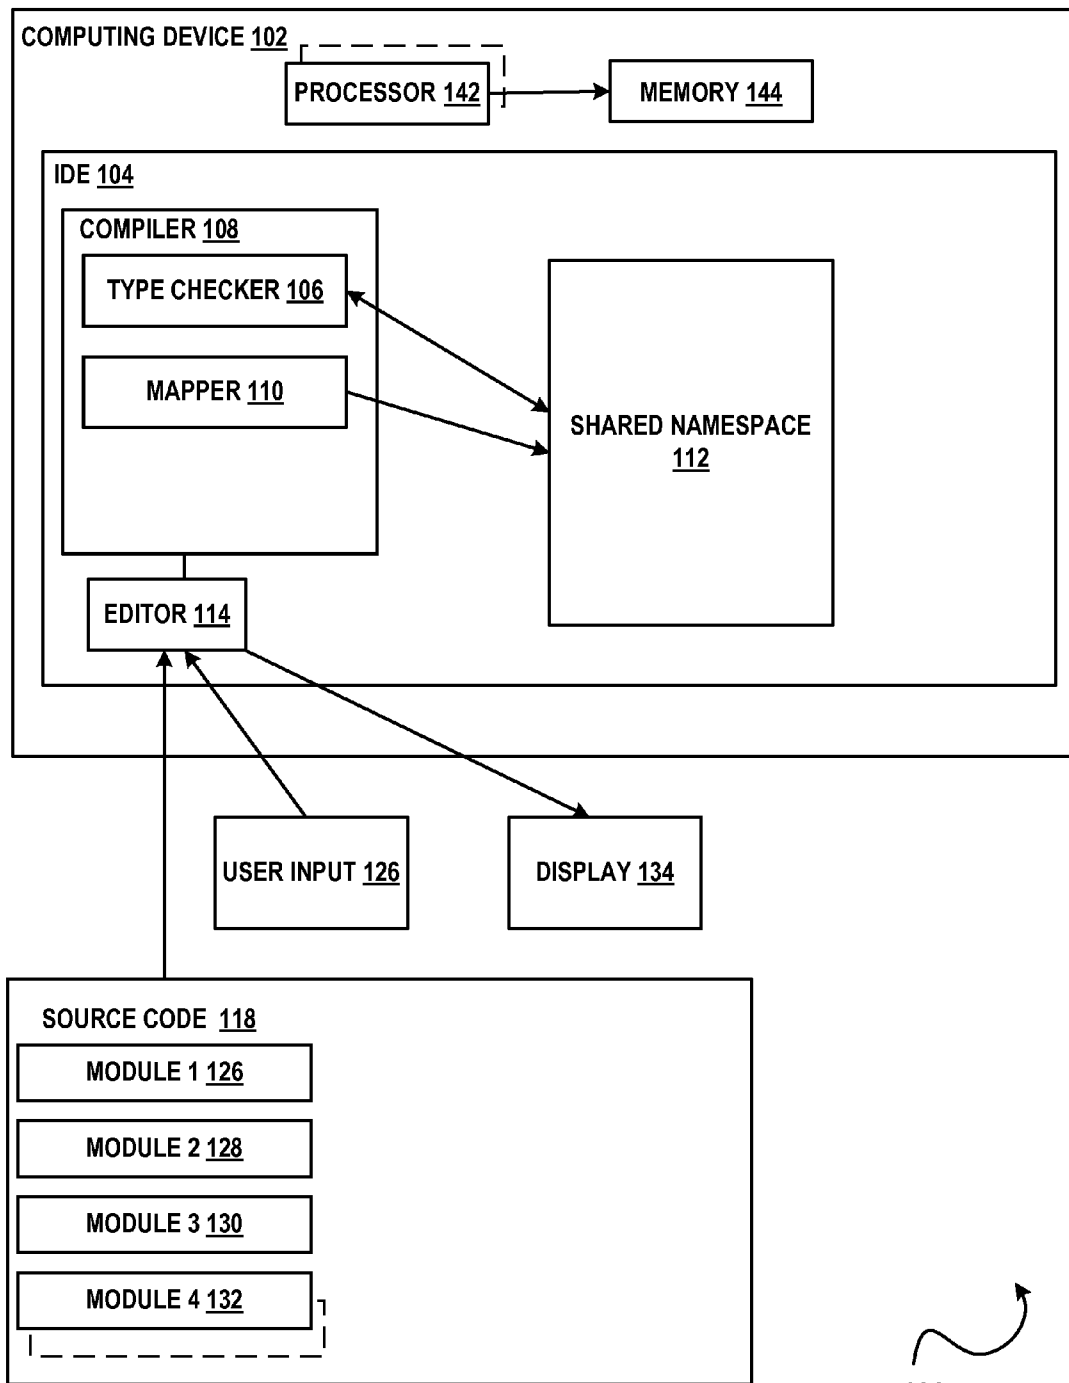 COMPUTING DEVICE 102
PROCESSOR 142
MEMORY 144
IDE 104
COMPILER 108
TYPE CHECKER 106
MAPPER 110
SHARED NAMESPACE
112
EDITOR 114
USER INPUT 126
DISPLAY 134
SOURCE CODE 118
MODULE 1 126
MODULE 2 128
MODULE 3 130
MODULE 4 132